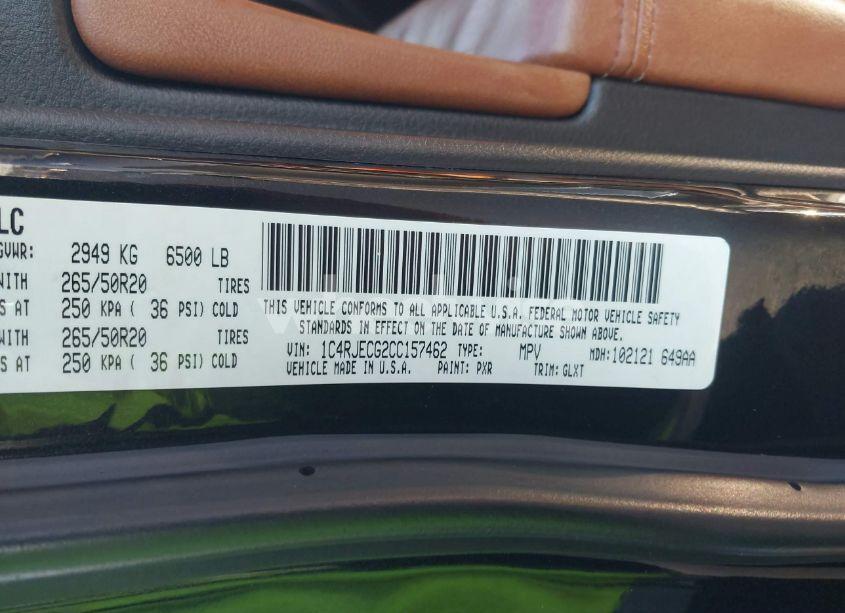 LC
GVWR: 2949 KG 6500 LB
WITH 265/50R20 TIRES
S AT 250 KPA ( 36 PSI) COLD
WITH 265/50R20 TIRES
S AT 250 KPA ( 36 PSI) COLD
THIS VEHICLE CONFORMS TO ALL APPLICABLE U.S.A. FEDERAL MOTOR VEHICLE SAFETY
STANDARDS IN EFFECT ON THE DATE OF MANUFACTURE SHOWN ABOVE.
VIN: 1C4RJECG2CC157462 TYPE: MPV MDH:102121 649AA
VEHICLE MADE IN U.S.A. PAINT: PXR TRIM: GLXT